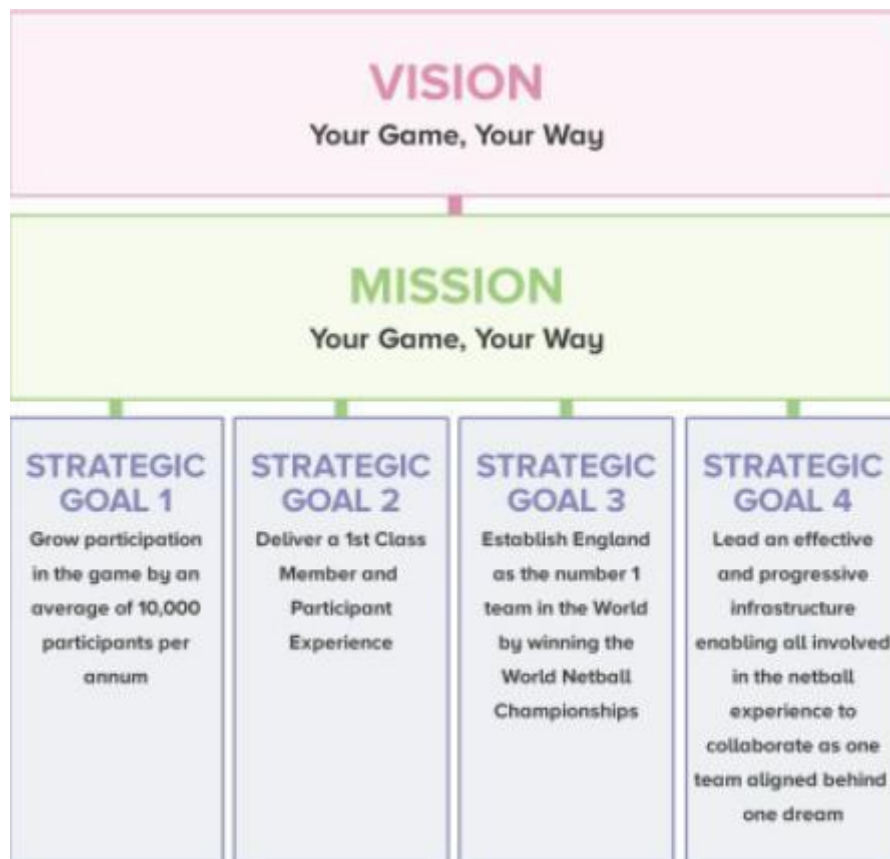 VISION
Your Game, Your Way
MISSION
Your Game, Your Way
STRATEGIC
GOAL 1
Grow participation
in the game by an
average of 10,000
participants per
annum
STRATEGIC
GOAL 2
Deliver a 1st Class
Member and
Participant
Experience
STRATEGIC
GOAL 3
Establish England
as the number 1
team in the World
by winning the
World Netball
Championships
STRATEGIC
GOAL 4
Lead an effective
and progressive
infrastructure
enabling all involved
in the netball
experience to
collaborate as one
team aligned behind
one dream